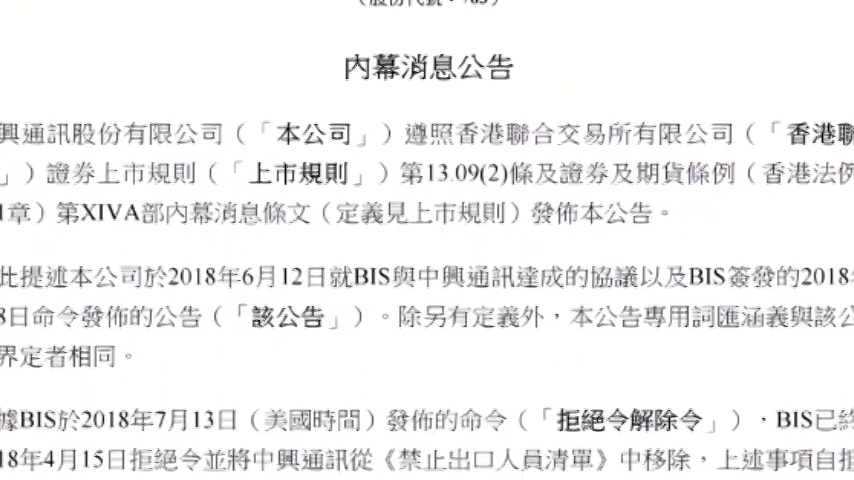 （股份代號：763）
內幕消息公告
興通訊股份有限公司（「本公司」）遵照香港聯合交易所有限公司（「香港聯
」）證券上市規則（「上市規則」）第13.09(2)條及證券及期貨條例（香港法例
1章）第XIVA部內幕消息條文（定義見上市規則）發佈本公告。
此提述本公司於2018年6月12日就BIS與中興通訊達成的協議以及BIS簽發的2018年
8日命令發佈的公告（「該公告」）。除另有定義外，本公告專用詞匯涵義與該公
界定者相同。
據BIS於2018年7月13日（美國時間）發佈的命令（「拒絕令解除令」），BIS已終
18年4月15日拒絕令並將中興通訊從《禁止出口人員清單》中移除，上述事項自拒